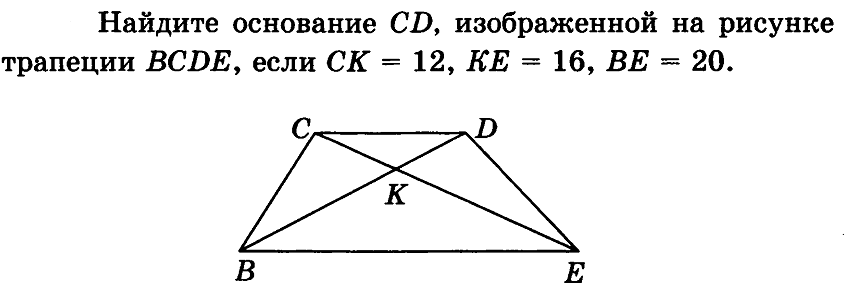 Найдите основание CD, изображенной на рисунке
трапеции BCDE, если CK = 12, KE = 16, BE = 20.
C
D
K
B
E